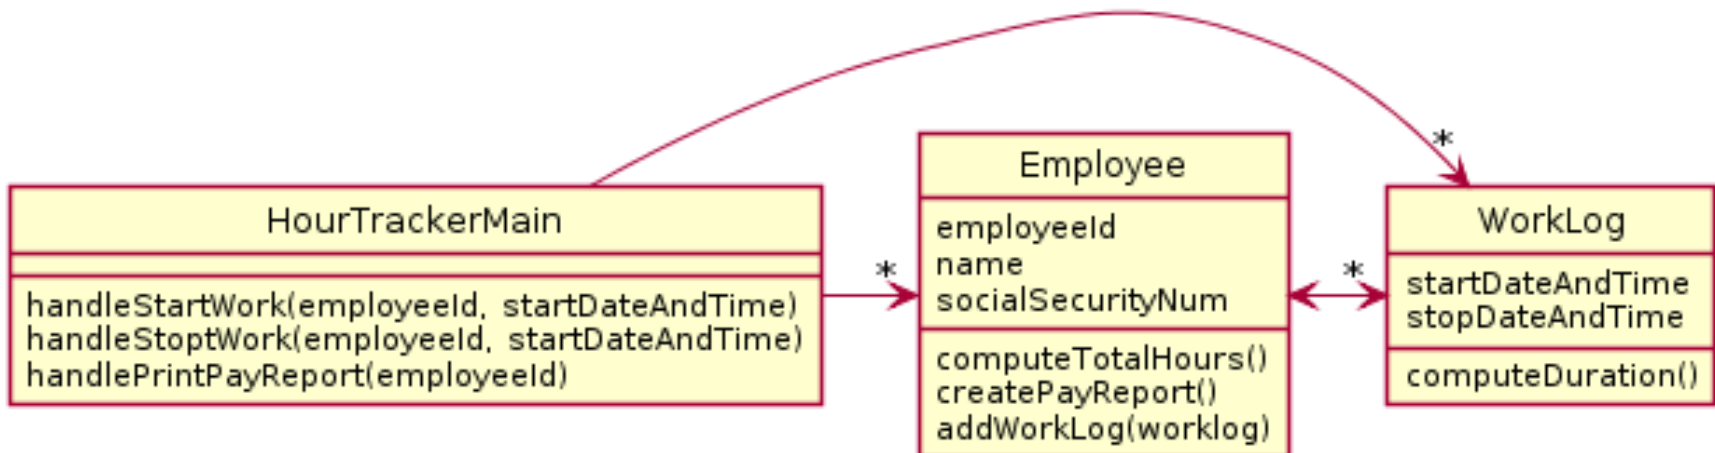 HourTrackerMain
handleStartWork(employeeId, startDateAndTime)
handleStoptWork(employeeId, startDateAndTime)
handlePrintPayReport(employeeId)
*
Employee
employeeId
name
socialSecurityNum
computeTotalHours()
createPayReport()
addWorkLog(worklog)
*
*
WorkLog
startDateAndTime
stopDateAndTime
computeDuration()